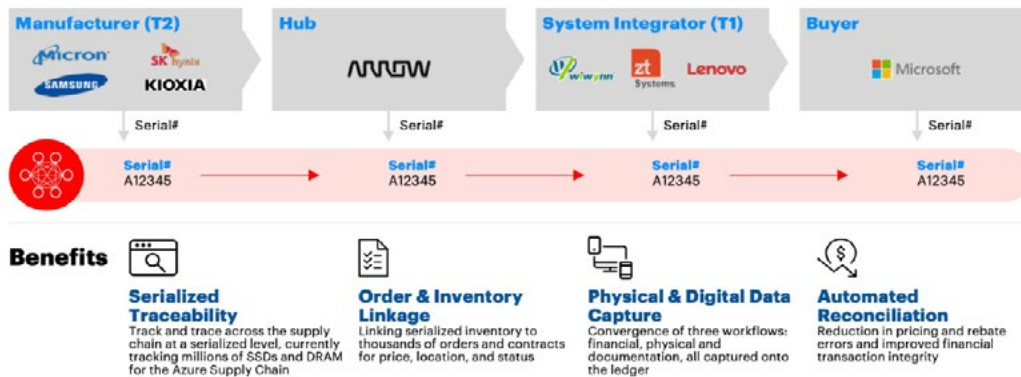 Manufacturer (T2)
Hub
System Integrator (T1)
Buyer
Micron
SK hynix
SAMSUNG
KIOXIA
ARROW
wiwynn
zt
Systems
Lenovo
Microsoft
Serial#
Serial#
Serial#
Serial#
Serial#
A12345
Serial#
A12345
Serial#
A12345
Serial#
A12345
Benefits
Serialized
Traceability
Track and trace across the supply
chain at a serialized level, currently
tracking millions of SSDs and DRAM
for the Azure Supply Chain
Order & Inventory
Linkage
Linking serialized inventory to
thousands of orders and contracts
for price, location, and status
Physical & Digital Data
Capture
Convergence of three workflows:
financial, physical and
documentation, all captured onto
the ledger
Automated
Reconciliation
Reduction in pricing and rebate
errors and improved financial
transaction integrity